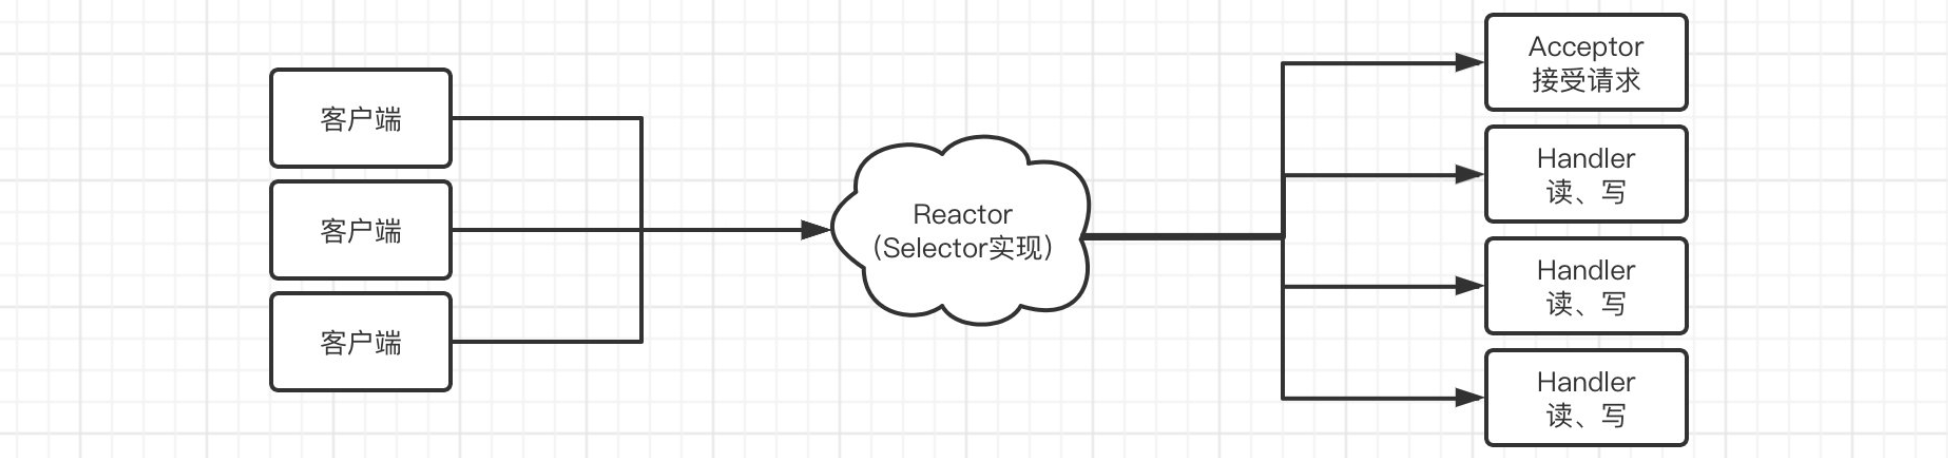 客户端
客户端
客户端
Reactor
(Selector实现)
Acceptor
接受请求
Handler
读、写
Handler
读、写
Handler
读、写